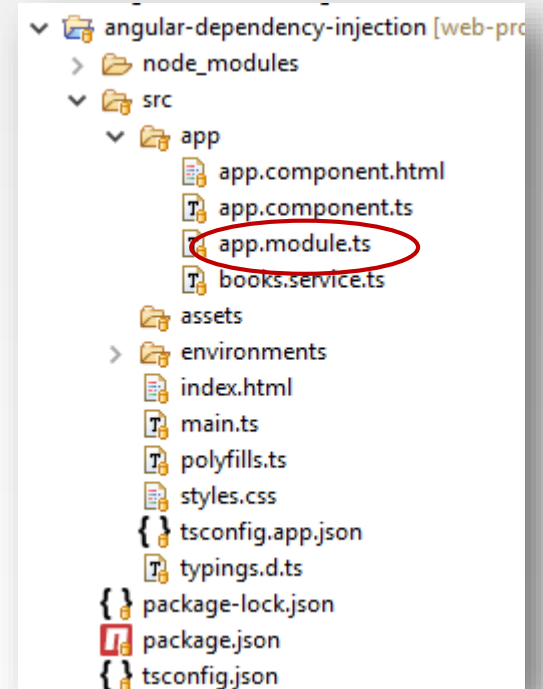 angular-dependency-injection [web-pro
node_modules
src
app
app.component.html
app.component.ts
app.module.ts
books.service.ts
assets
environments
index.html
main.ts
polyfills.ts
styles.css
tsconfig.app.json
typings.d.ts
package-lock.json
package.json
tsconfig.json